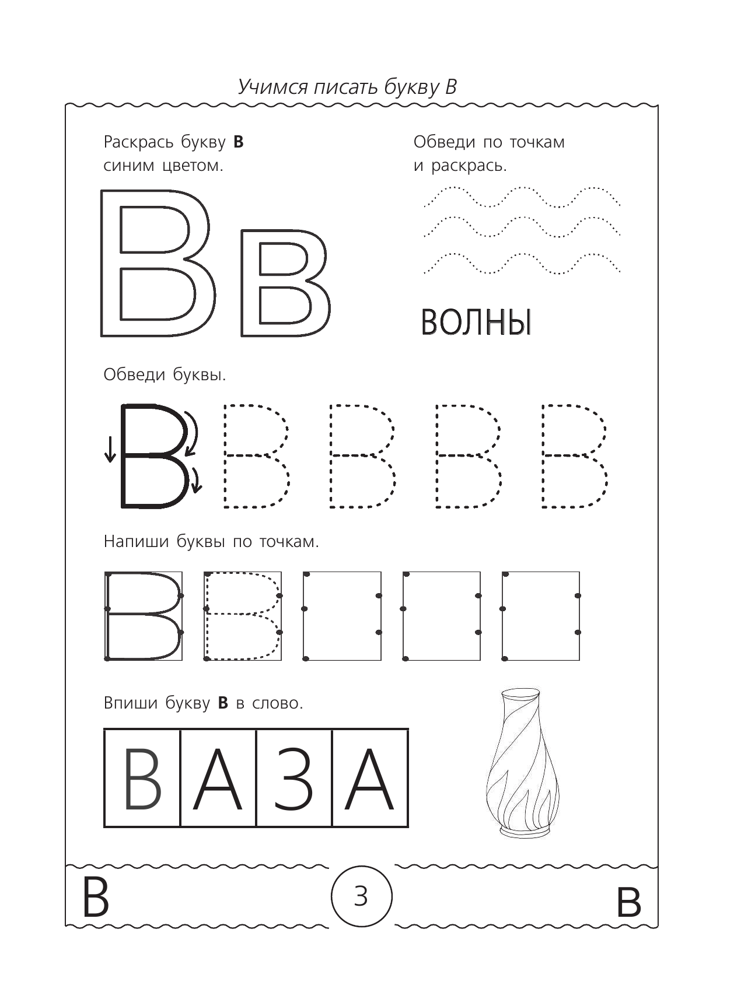 Учимся писать букву В
Раскрась букву В
синим цветом.
Обведи по точкам
и раскрась.
Вв
ВОЛНЫ
Обведи буквы.
В В В В В
Напиши буквы по точкам.
В В
Впиши букву В в слово.
ВАЗА
В
3
в